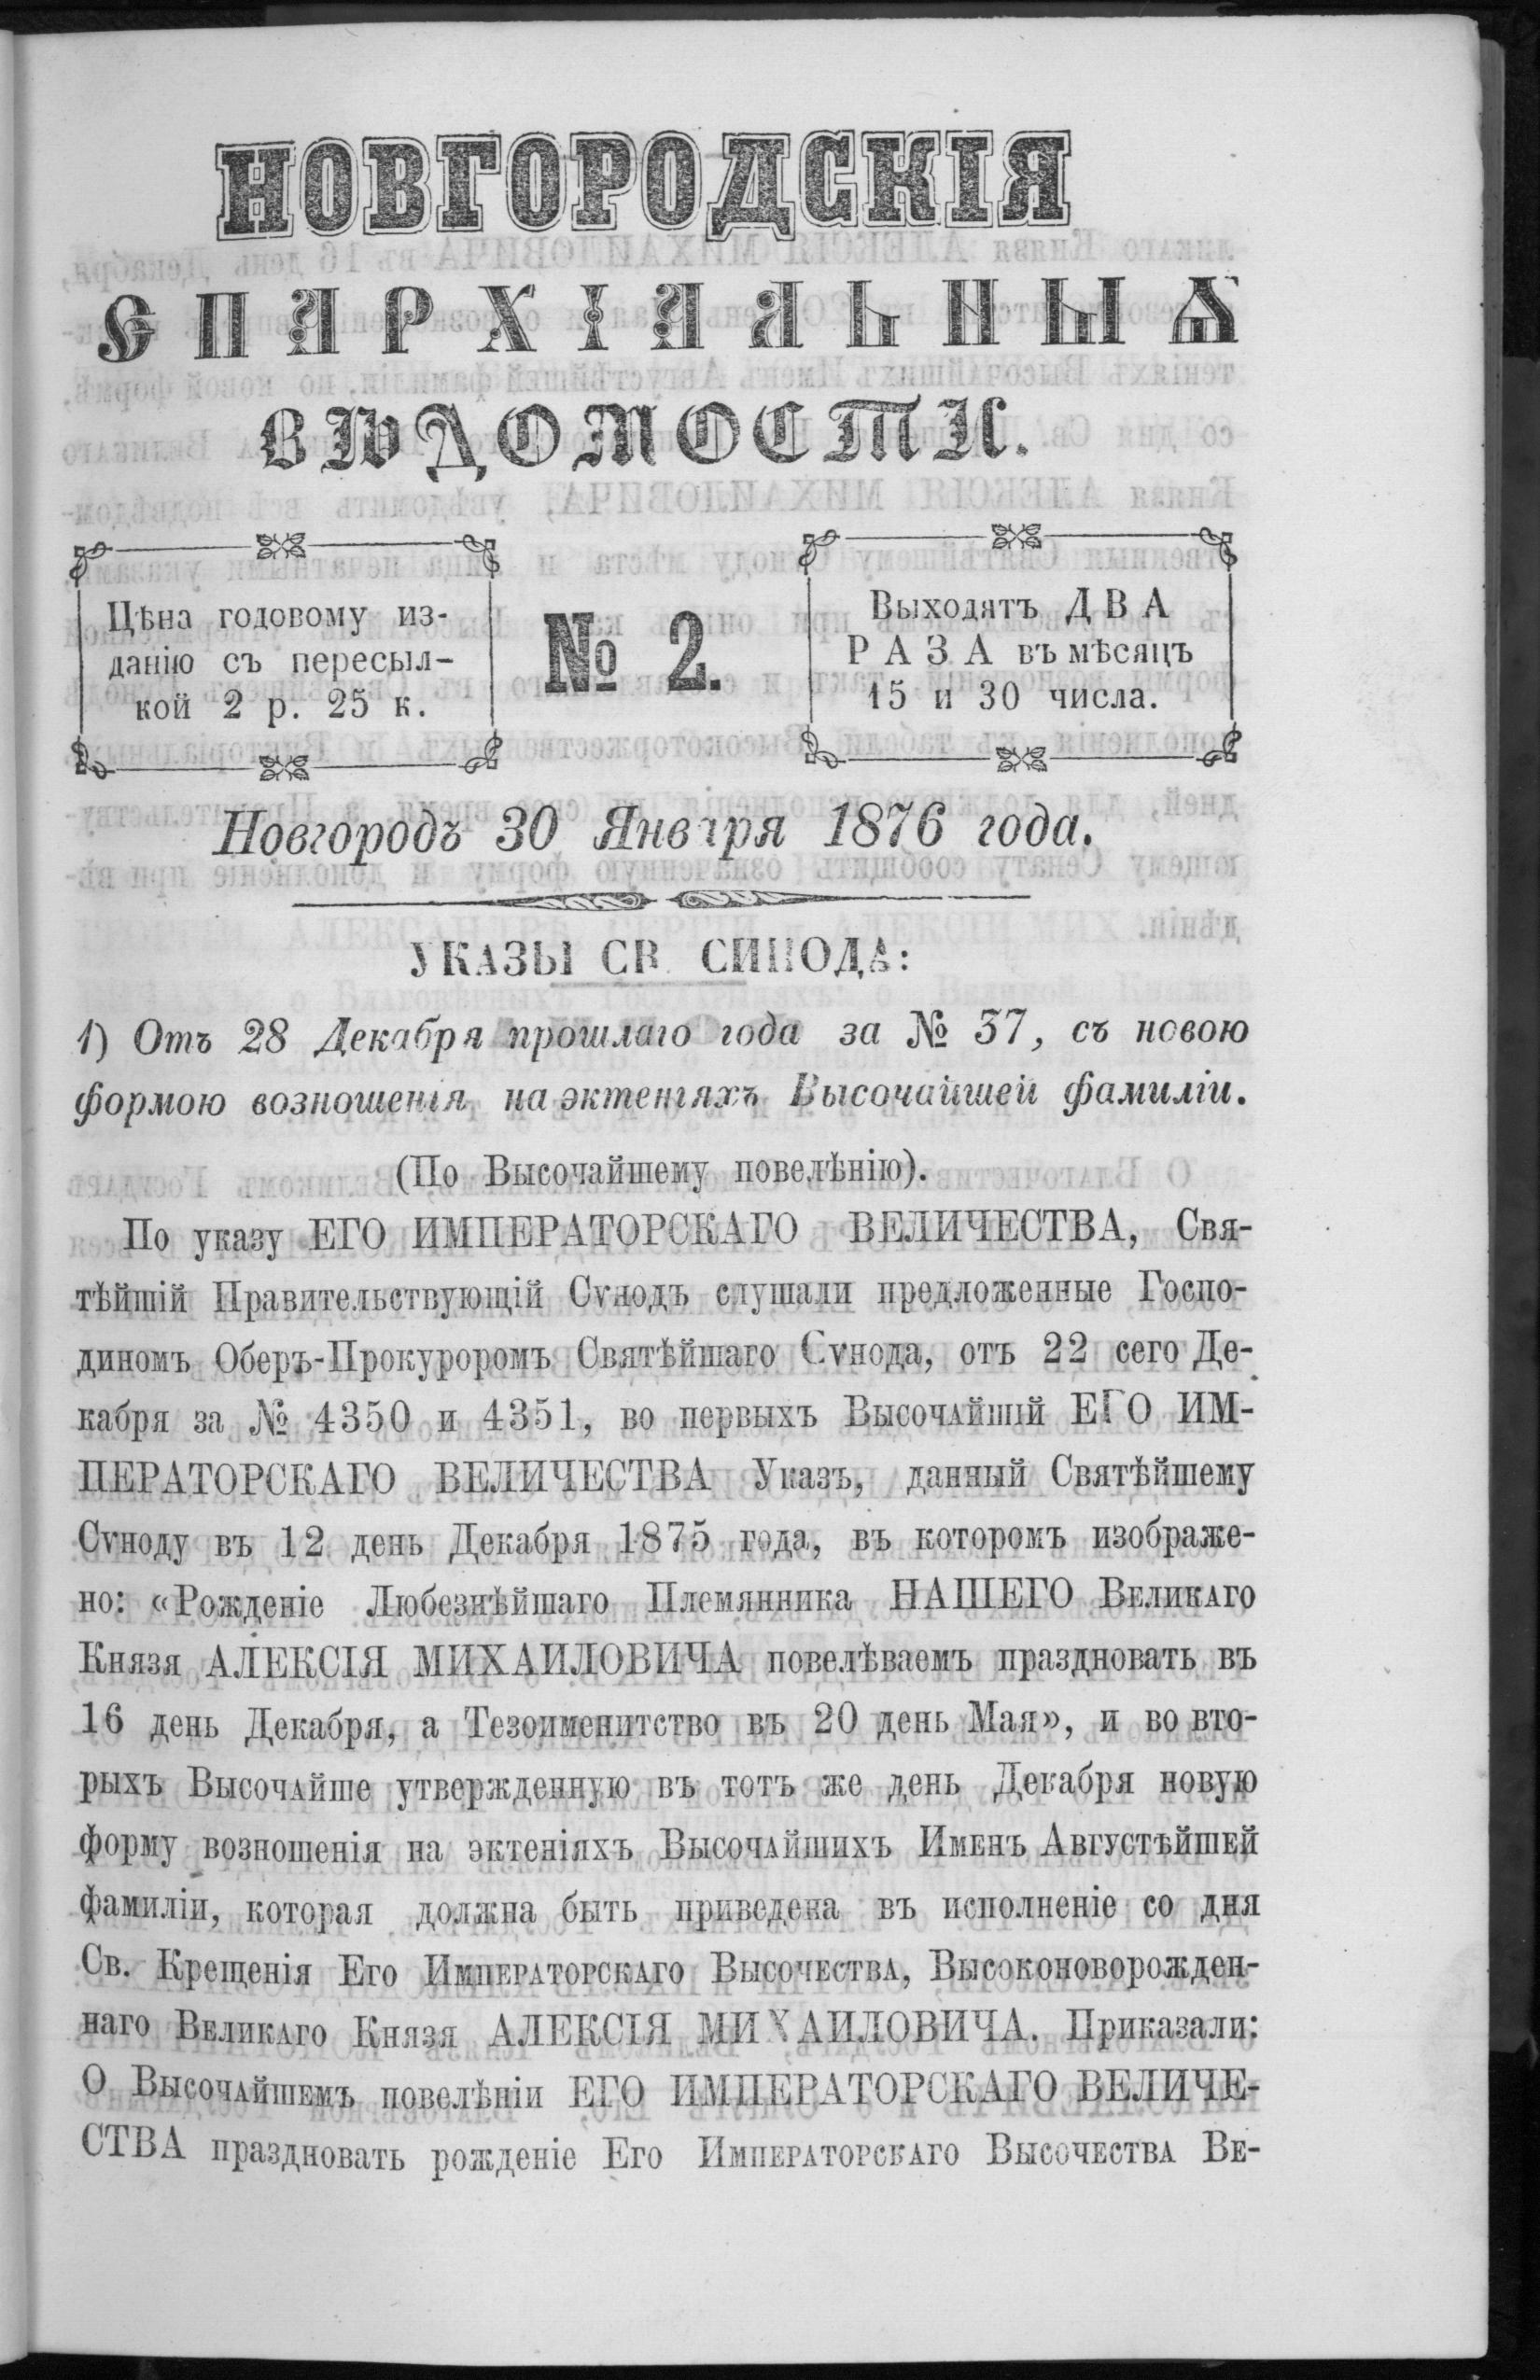 НОВГОРОДСКІЯ
ЄПАРХІАЛЬНЫѦ
ВѢДОМОСТИ.
Цѣна годовому из-
данію съ пересыл-
кой 2 р. 25 к.
№ 2.
Выходятъ ДВА
РАЗА въ мѣсяцъ
15 и 30 числа.
Новгородъ 30 Января 1876 года.
УКАЗЫ СВ. СИНОДА:
1) Отъ 28 Декабря прошлаго года за № 37, съ новою
формою возношенія на эктеніяхъ Высочайшей фамиліи.
(По Высочайшему повелѣнію).
По указу ЕГО ИМПЕРАТОРСКАГО ВЕЛИЧЕСТВА, Свя-
тѣйшій Правительствующій Сѵнодъ слушали предложенные Госпо-
диномъ Оберъ-Прокуроромъ Святѣйшаго Сѵнода, отъ 22 сего Де-
кабря за № 4350 и 4351, во первыхъ Высочайшій ЕГО ИМ-
ПЕРАТОРСКАГО ВЕЛИЧЕСТВА Указъ, данный Святѣйшему
Сѵноду въ 12 день Декабря 1875 года, въ которомъ изображе-
но: «Рожденіе Любезнѣйшаго Племянника НАШЕГО Великаго
Князя АЛЕКСІЯ МИХАИЛОВИЧА повелѣваемъ праздновать въ
16 день Декабря, а Тезоименитство въ 20 день Мая», и во вто-
рыхъ Высочайше утвержденную въ тотъ же день Декабря новую
форму возношенія на эктеніяхъ Высочайшихъ Именъ Августѣйшей
фамиліи, которая должна быть приведена въ исполненіе со дня
Св. Крещенія Его Императорскаго Высочества, Высоконоворожден-
наго Великаго Князя АЛЕКСІЯ МИХАИЛОВИЧА. Приказали:
О Высочайшемъ повелѣніи ЕГО ИМПЕРАТОРСКАГО ВЕЛИЧЕ-
СТВА праздновать рожденіе Его Императорскаго Высочества Ве-